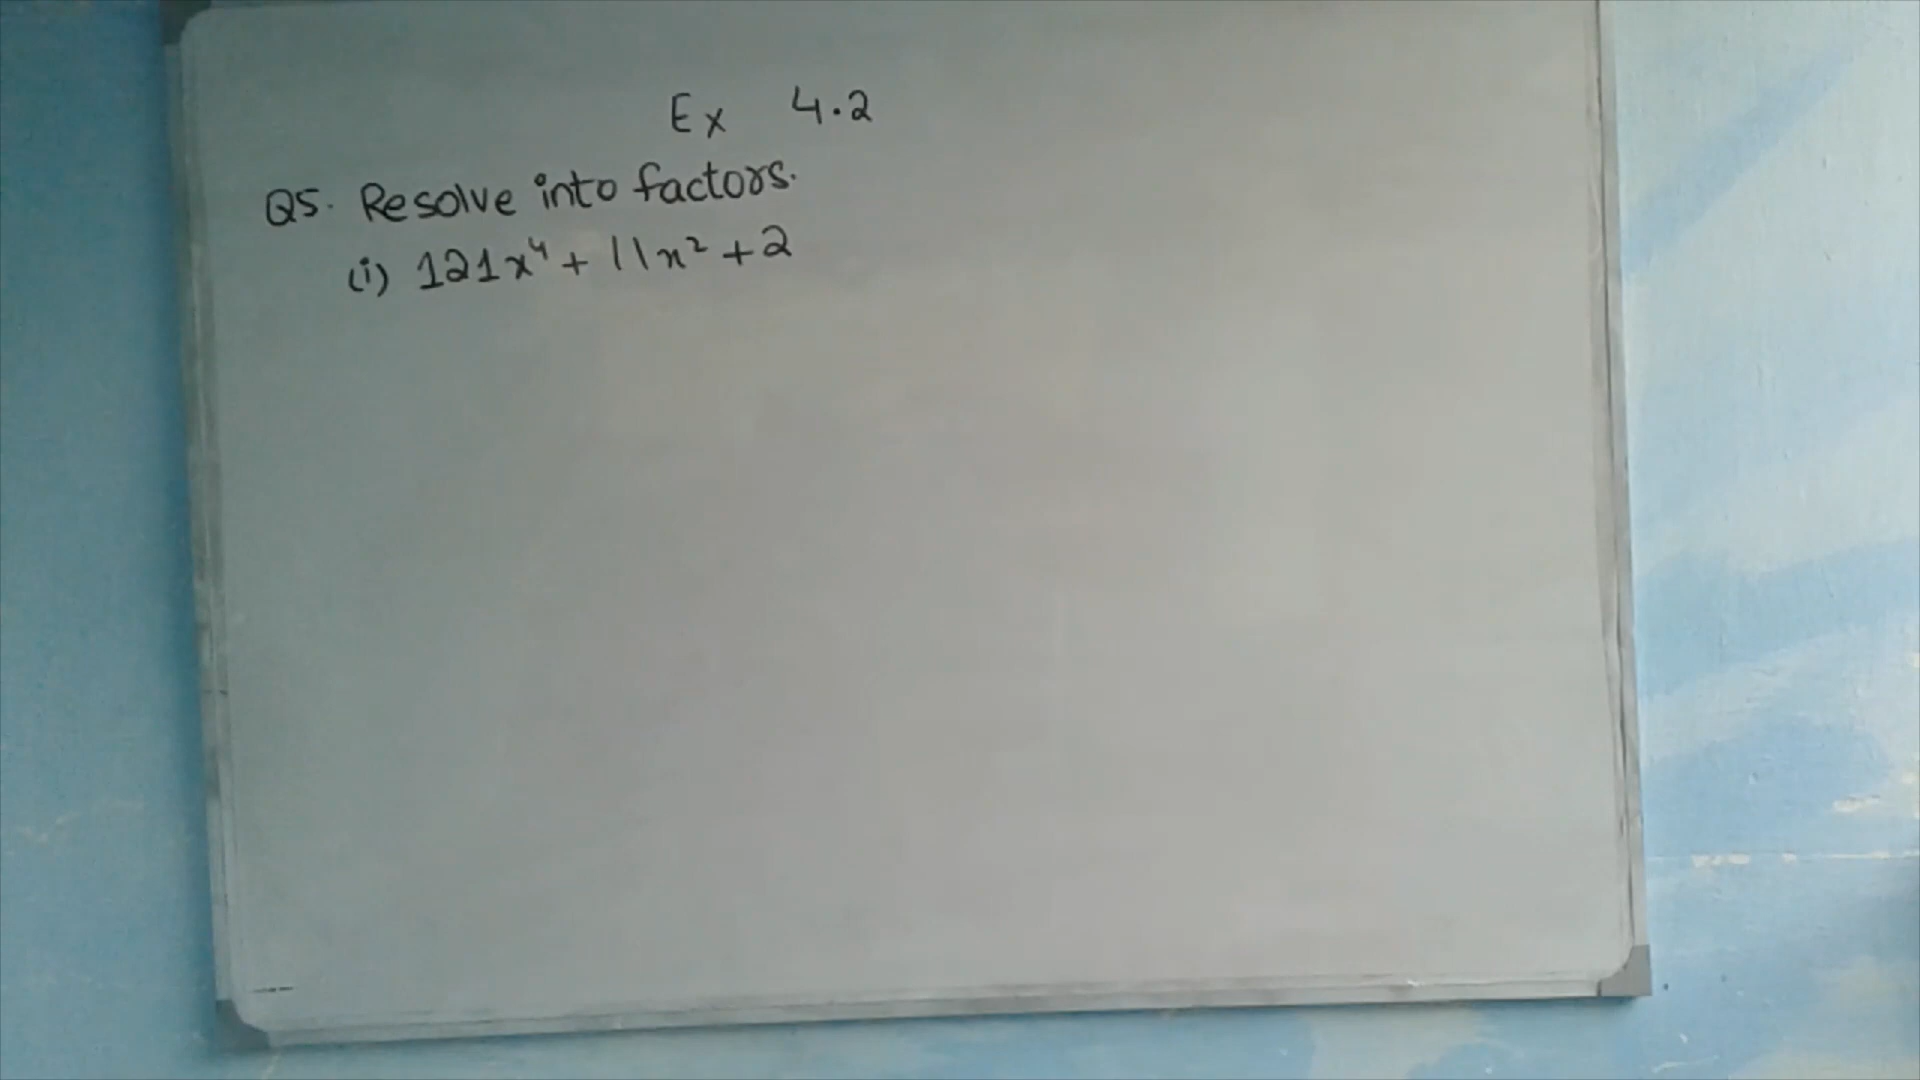 Ex 4.2
Q5. Resolve into factors.
(i) 121x⁴ + 11x² + 2